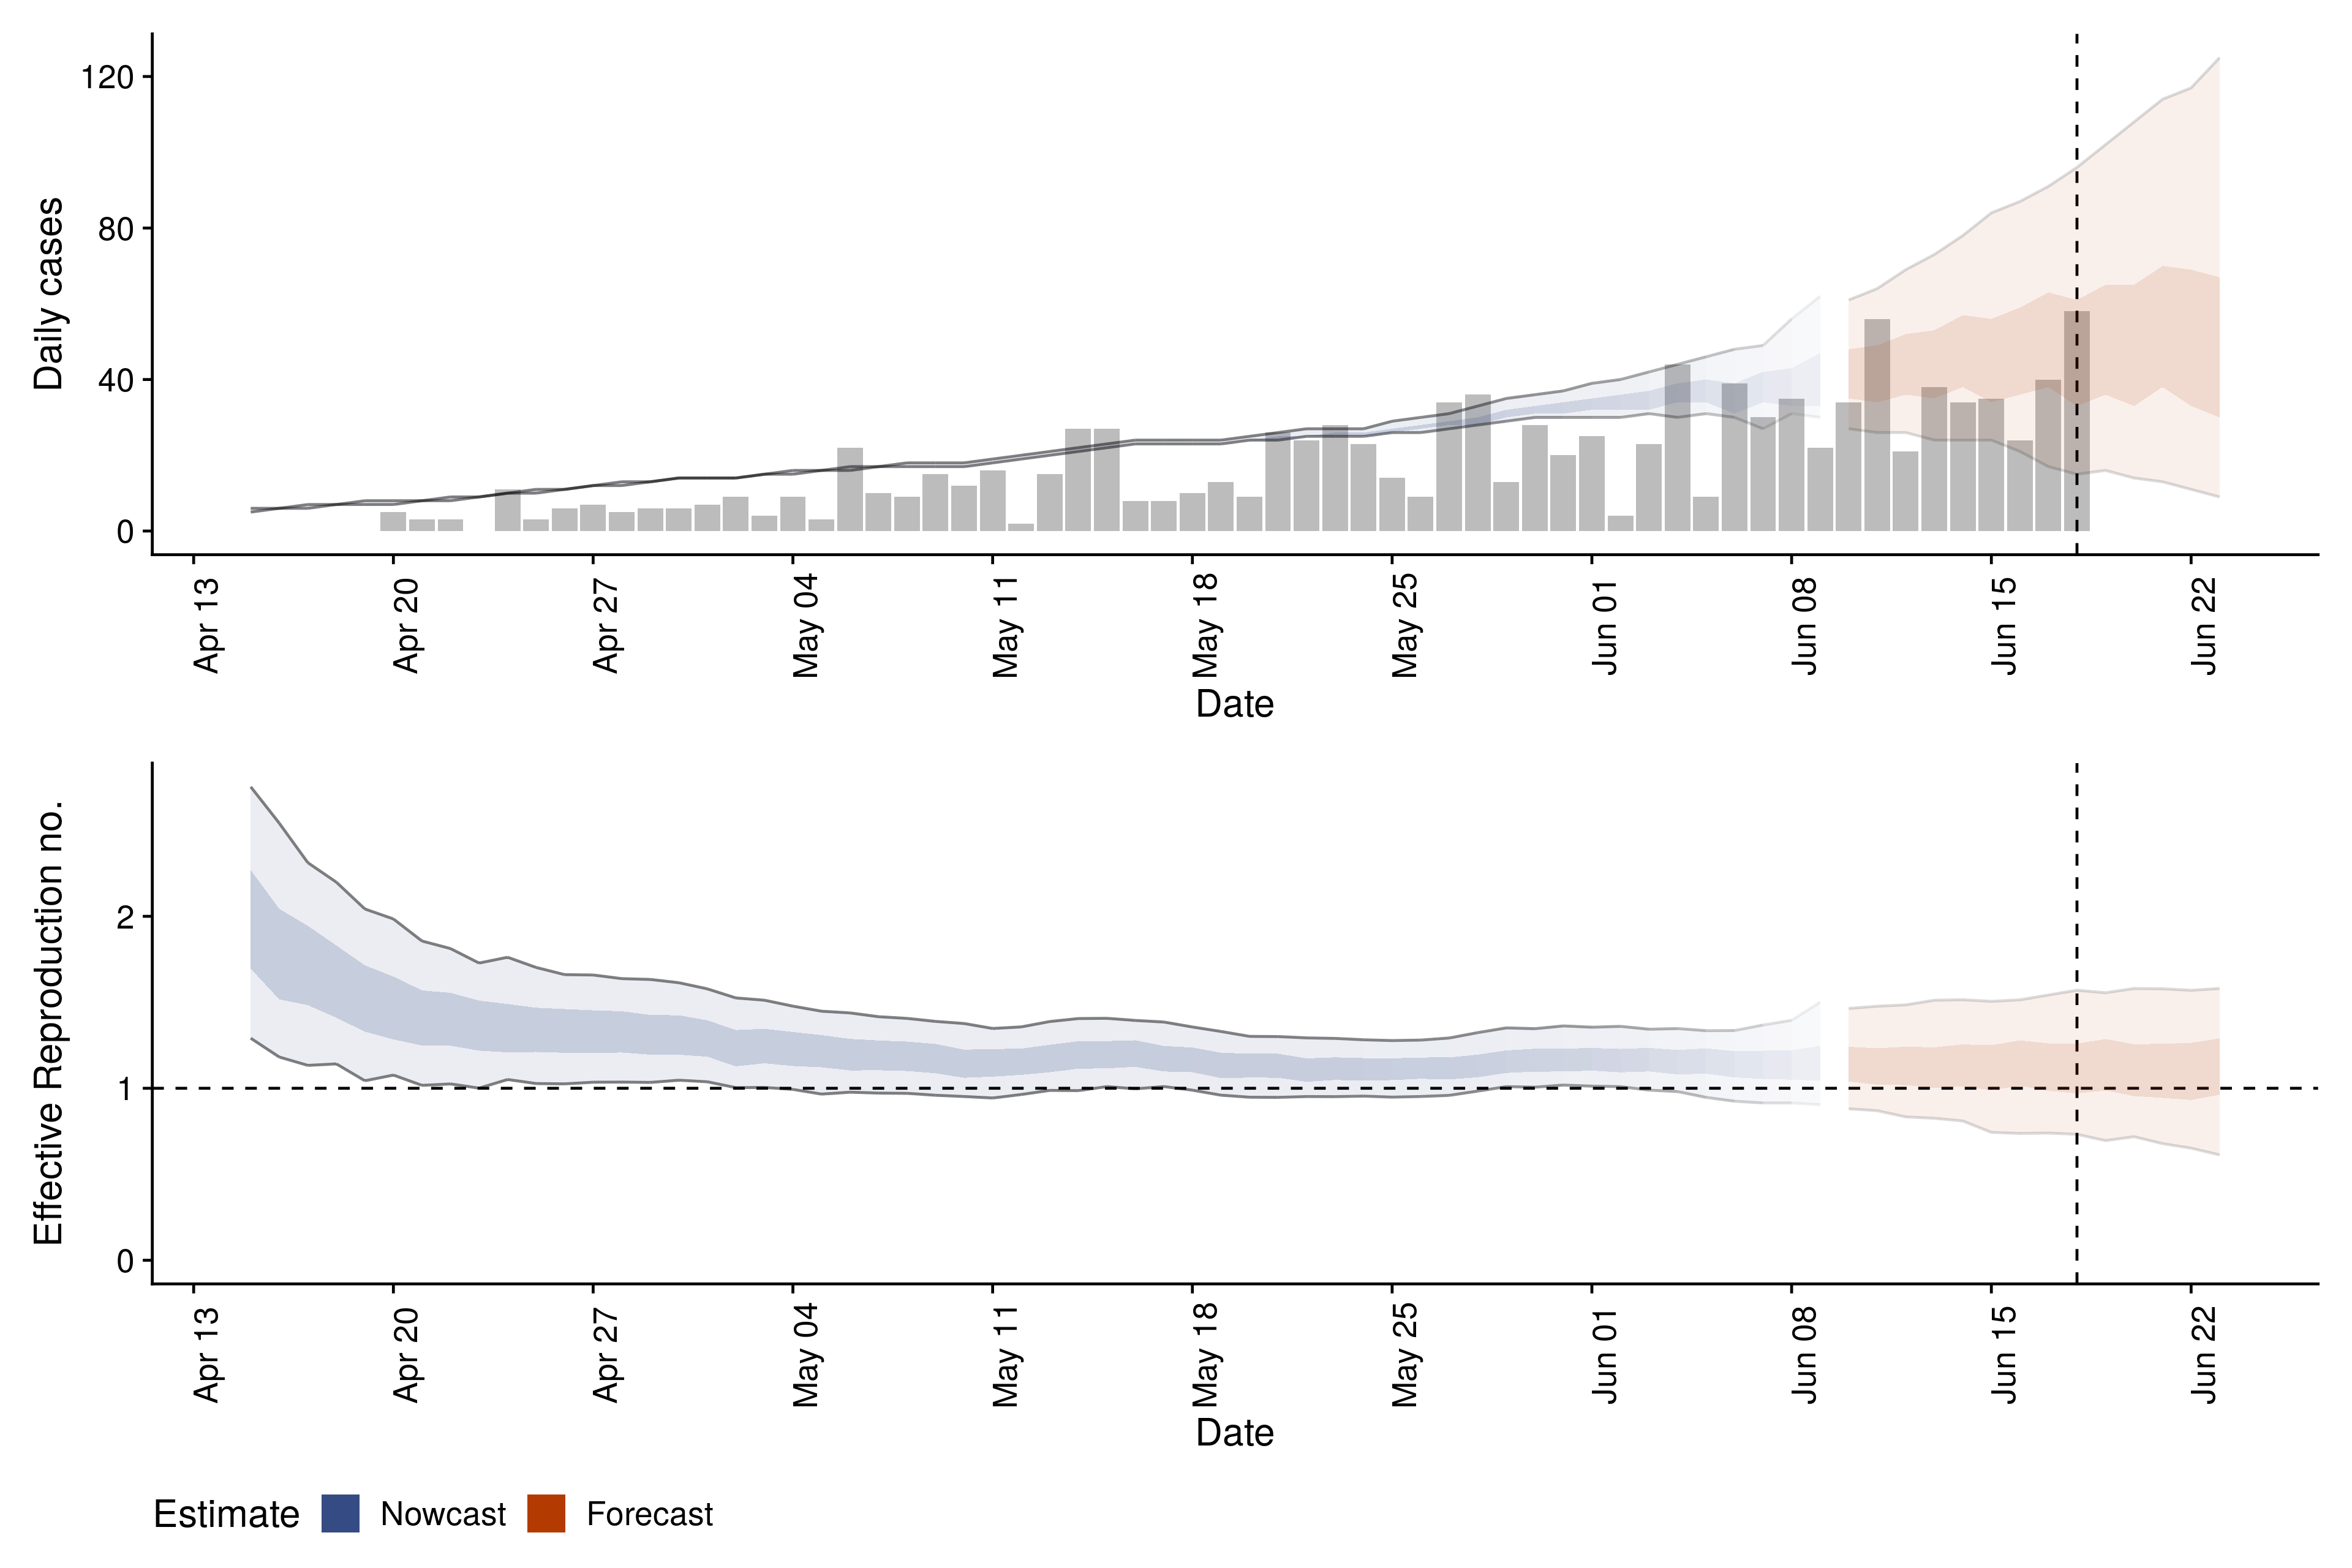 Daily cases
120
80
40
0
Apr 13
Apr 20
Apr 27
May 04
May 11
May 18
May 25
Jun 01
Jun 08
Jun 15
Jun 22
Date
Effective Reproduction no.
2
1
0
Apr 13
Apr 20
Apr 27
May 04
May 11
May 18
May 25
Jun 01
Jun 08
Jun 15
Jun 22
Date
Estimate Nowcast Forecast